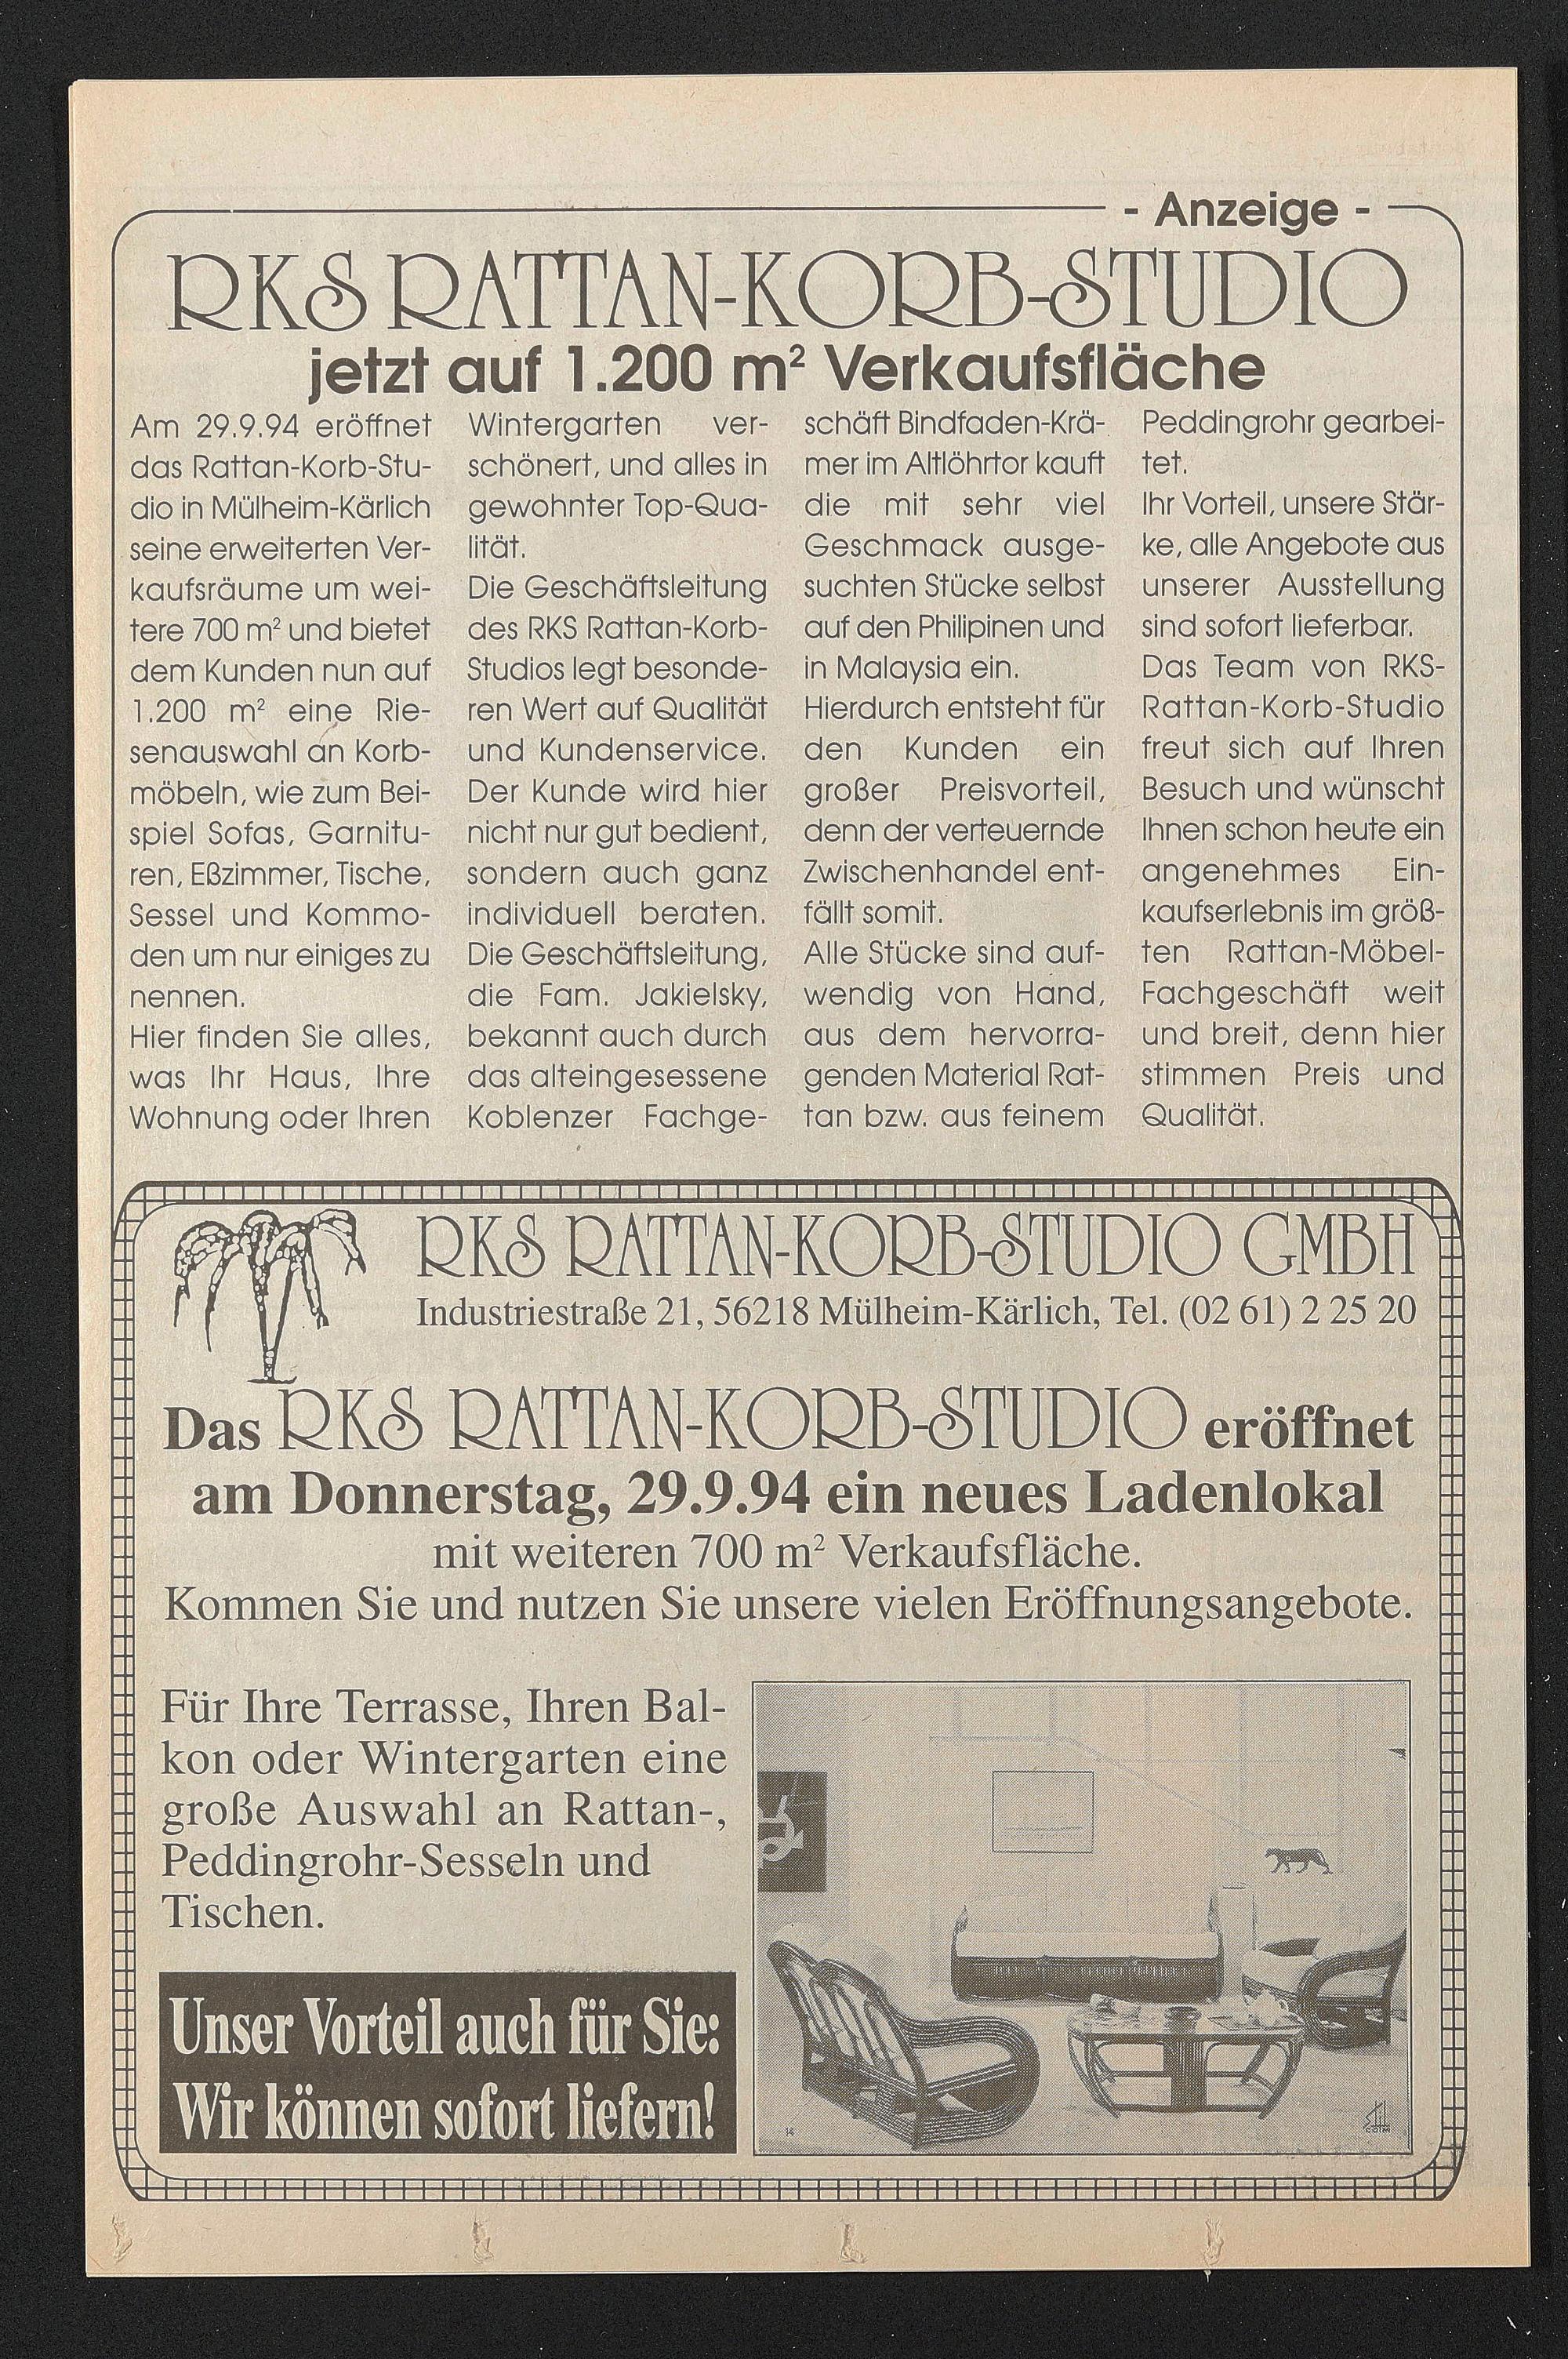 - Anzeige -
RKS RATTAN-KORB-STUDIO
jetzt auf 1.200 m² Verkaufsfläche
Am 29.9.94 eröffnet
das Rattan-Korb-Stu-
dio in Mülheim-Kärlich
seine erweiterten Ver-
kaufsräume um wei-
tere 700 m² und bietet
dem Kunden nun auf
1.200 m² eine Rie-
senauswahl an Korb-
möbeln, wie zum Bei-
spiel Sofas, Garnitu-
ren, Eßzimmer, Tische,
Sessel und Kommo-
den um nur einiges zu
nennen.
Hier finden Sie alles,
was Ihr Haus, Ihre
Wohnung oder Ihren
Wintergarten ver-
schönert, und alles in
gewohnter Top-Qua-
lität.
Die Geschäftsleitung
des RKS Rattan-Korb-
Studios legt besonde-
ren Wert auf Qualität
und Kundenservice.
Der Kunde wird hier
nicht nur gut bedient,
sondern auch ganz
individuell beraten.
Die Geschäftsleitung,
die Fam. Jakielsky,
bekannt auch durch
das alteingesessene
Koblenzer Fachge-
schäft Bindfaden-Krä-
mer im Altlöhrtor kauft
die mit sehr viel
Geschmack ausge-
suchten Stücke selbst
auf den Philipinen und
in Malaysia ein.
Hierdurch entsteht für
den Kunden ein
großer Preisvorteil,
denn der verteuernde
Zwischenhandel ent-
fällt somit.
Alle Stücke sind auf-
wendig von Hand,
aus dem hervorra-
genden Material Rat-
tan bzw. aus feinem
Peddingrohr gearbei-
tet.
Ihr Vorteil, unsere Stär-
ke, alle Angebote aus
unserer Ausstellung
sind sofort lieferbar.
Das Team von RKS-
Rattan-Korb-Studio
freut sich auf Ihren
Besuch und wünscht
Ihnen schon heute ein
angenehmes Ein-
kaufserlebnis im größ-
ten Rattan-Möbel-
Fachgeschäft weit
und breit, denn hier
stimmen Preis und
Qualität.
RKS RATTAN-KORB-STUDIO GMBH
Industriestraße 21, 56218 Mülheim-Kärlich, Tel. (02 61) 2 25 20
Das RKS RATTAN-KORB-STUDIO eröffnet
am Donnerstag, 29.9.94 ein neues Ladenlokal
mit weiteren 700 m² Verkaufsfläche.
Kommen Sie und nutzen Sie unsere vielen Eröffnungsangebote.
Für Ihre Terrasse, Ihren Bal-
kon oder Wintergarten eine
große Auswahl an Rattan-,
Peddingrohr-Sesseln und
Tischen.
Unser Vorteil auch für Sie:
Wir können sofort liefern!
14